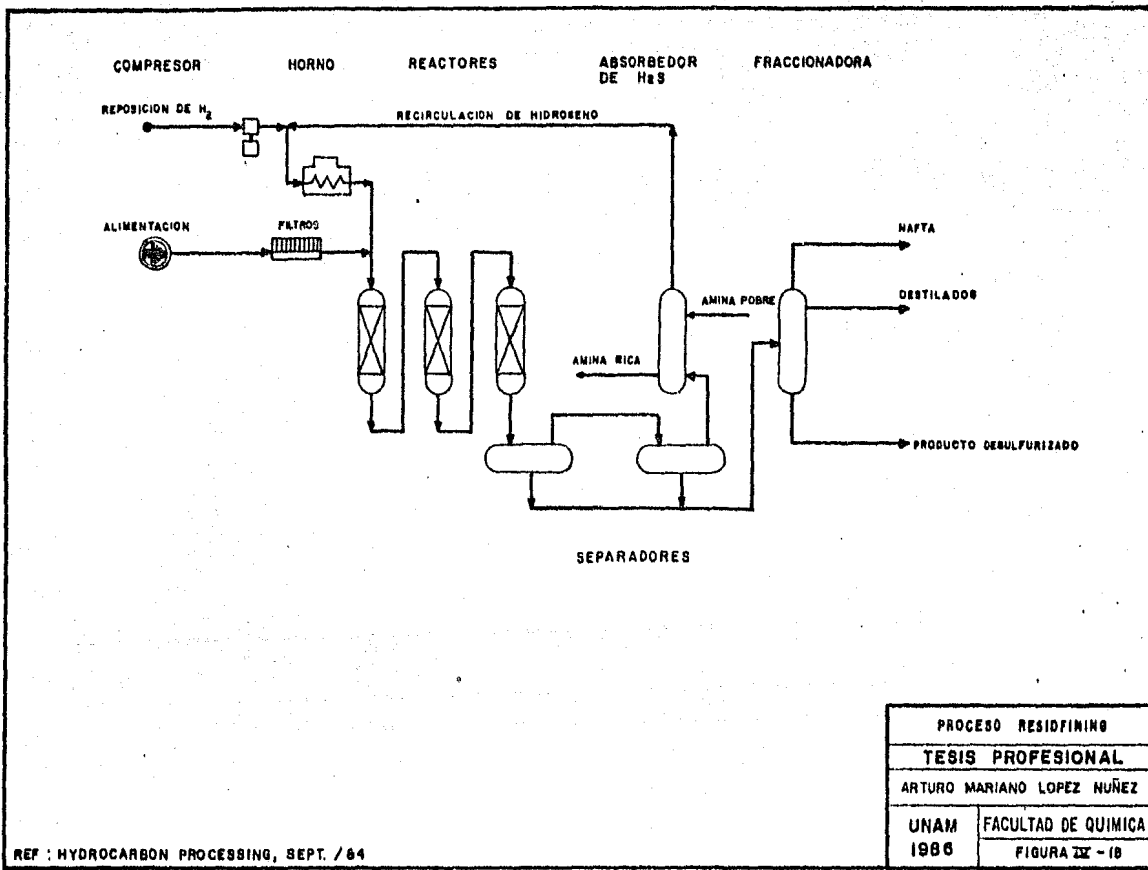 COMPRESOR
HORNO
REACTORES
ABSORBEDOR
DE H2S
FRACCIONADORA
REPOSICION DE H2
RECIRCULACION DE HIDROGENO
ALIMENTACION
FILTROS
NAFTA
DESTILADOS
AMINA POBRE
AMINA RICA
PRODUCTO DESULFURIZADO
SEPARADORES
PROCESO RESIDFINING
TESIS PROFESIONAL
ARTURO MARIANO LOPEZ NUÑEZ
UNAM
1986
FACULTAD DE QUIMICA
FIGURA IV - 18
REF : HYDROCARBON PROCESSING, SEPT. / 84